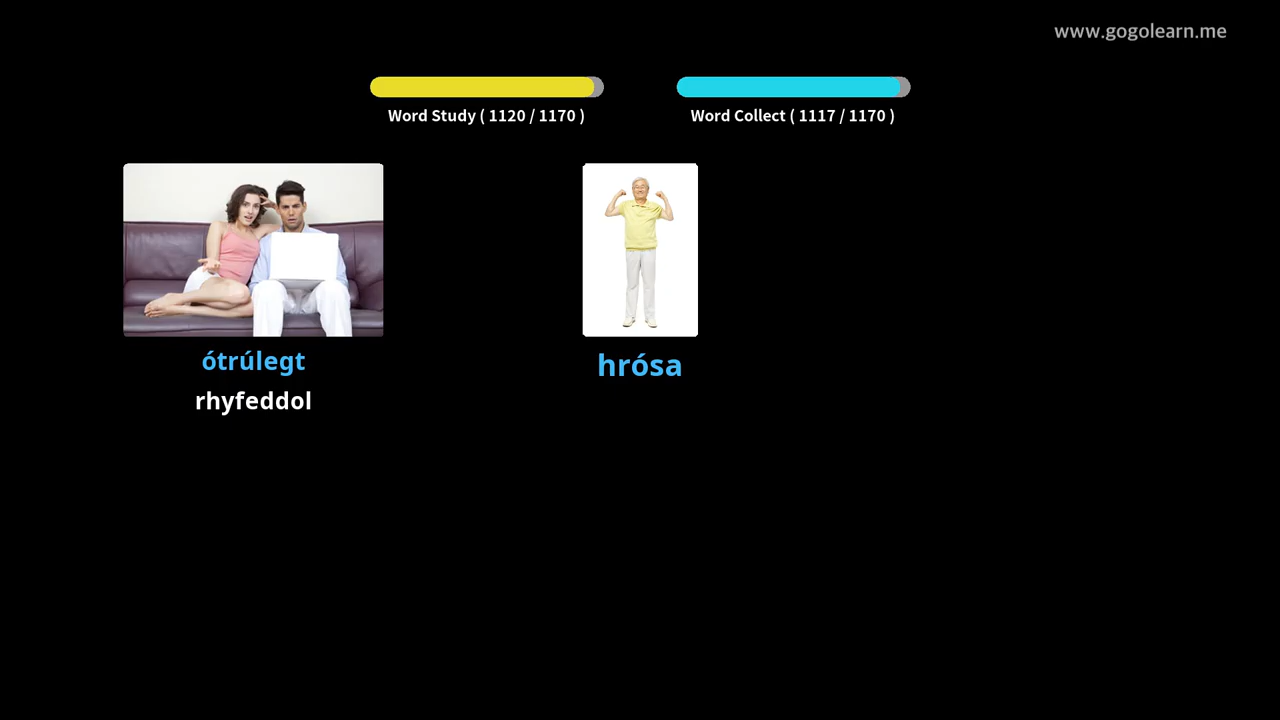 www.gogolearn.me
Word Study ( 1120 / 1170 )
Word Collect ( 1117 / 1170 )
ótrúlegt
rhyfeddol
hrósa